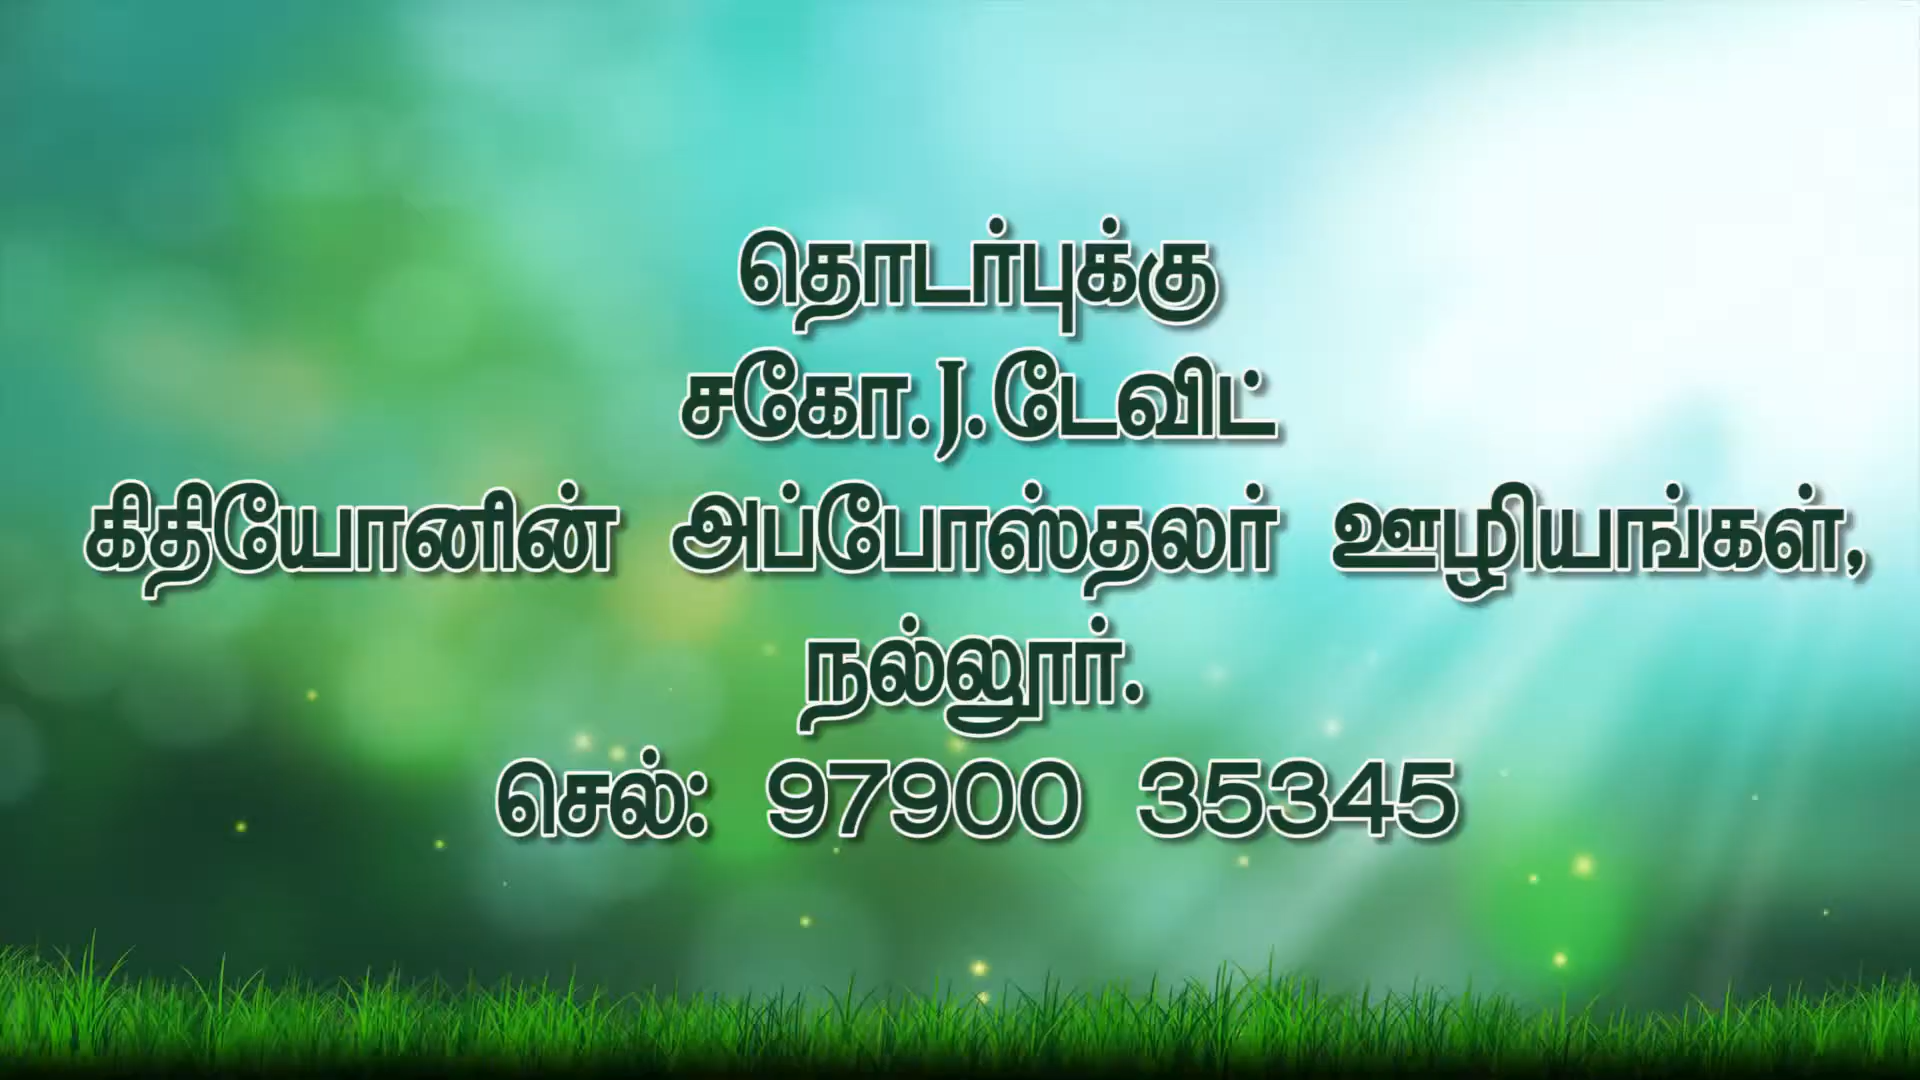 தொடர்புக்கு
சகோ.J.டேவிட்
கிதியோனின் அப்போஸ்தலர் ஊழியங்கள்,
நல்லூர்.
செல்: 97900 35345